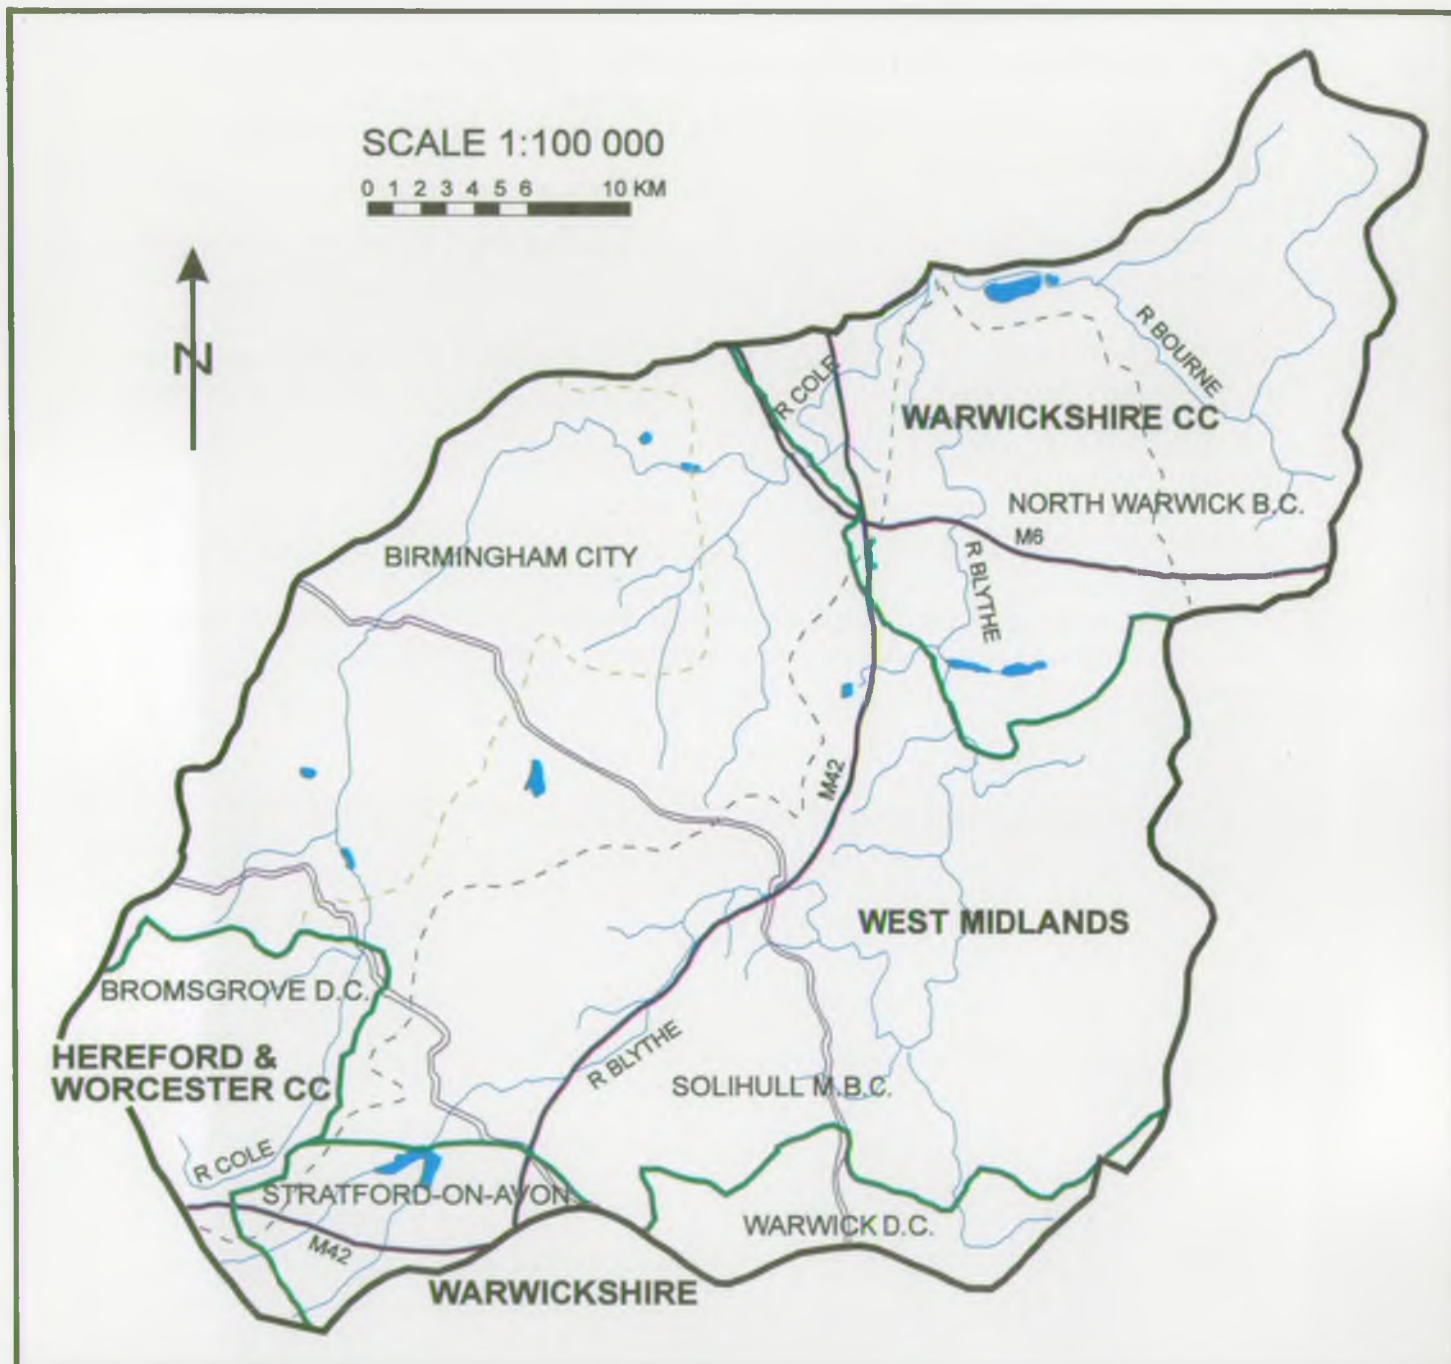 SCALE 1:100 000
0 1 2 3 4 5 6 10 KM
N
R COLE
R BOURNE
WARWICKSHIRE CC
NORTH WARWICK B.C.
M6
BIRMINGHAM CITY
R BLYTHE
M42
WEST MIDLANDS
BROMSGROVE D.C.
HEREFORD &
WORCESTER CC
R BLYTHE
SOLIHULL M.B.C.
R COLE
STRATFORD-ON-AVON
WARWICK D.C.
M42
WARWICKSHIRE